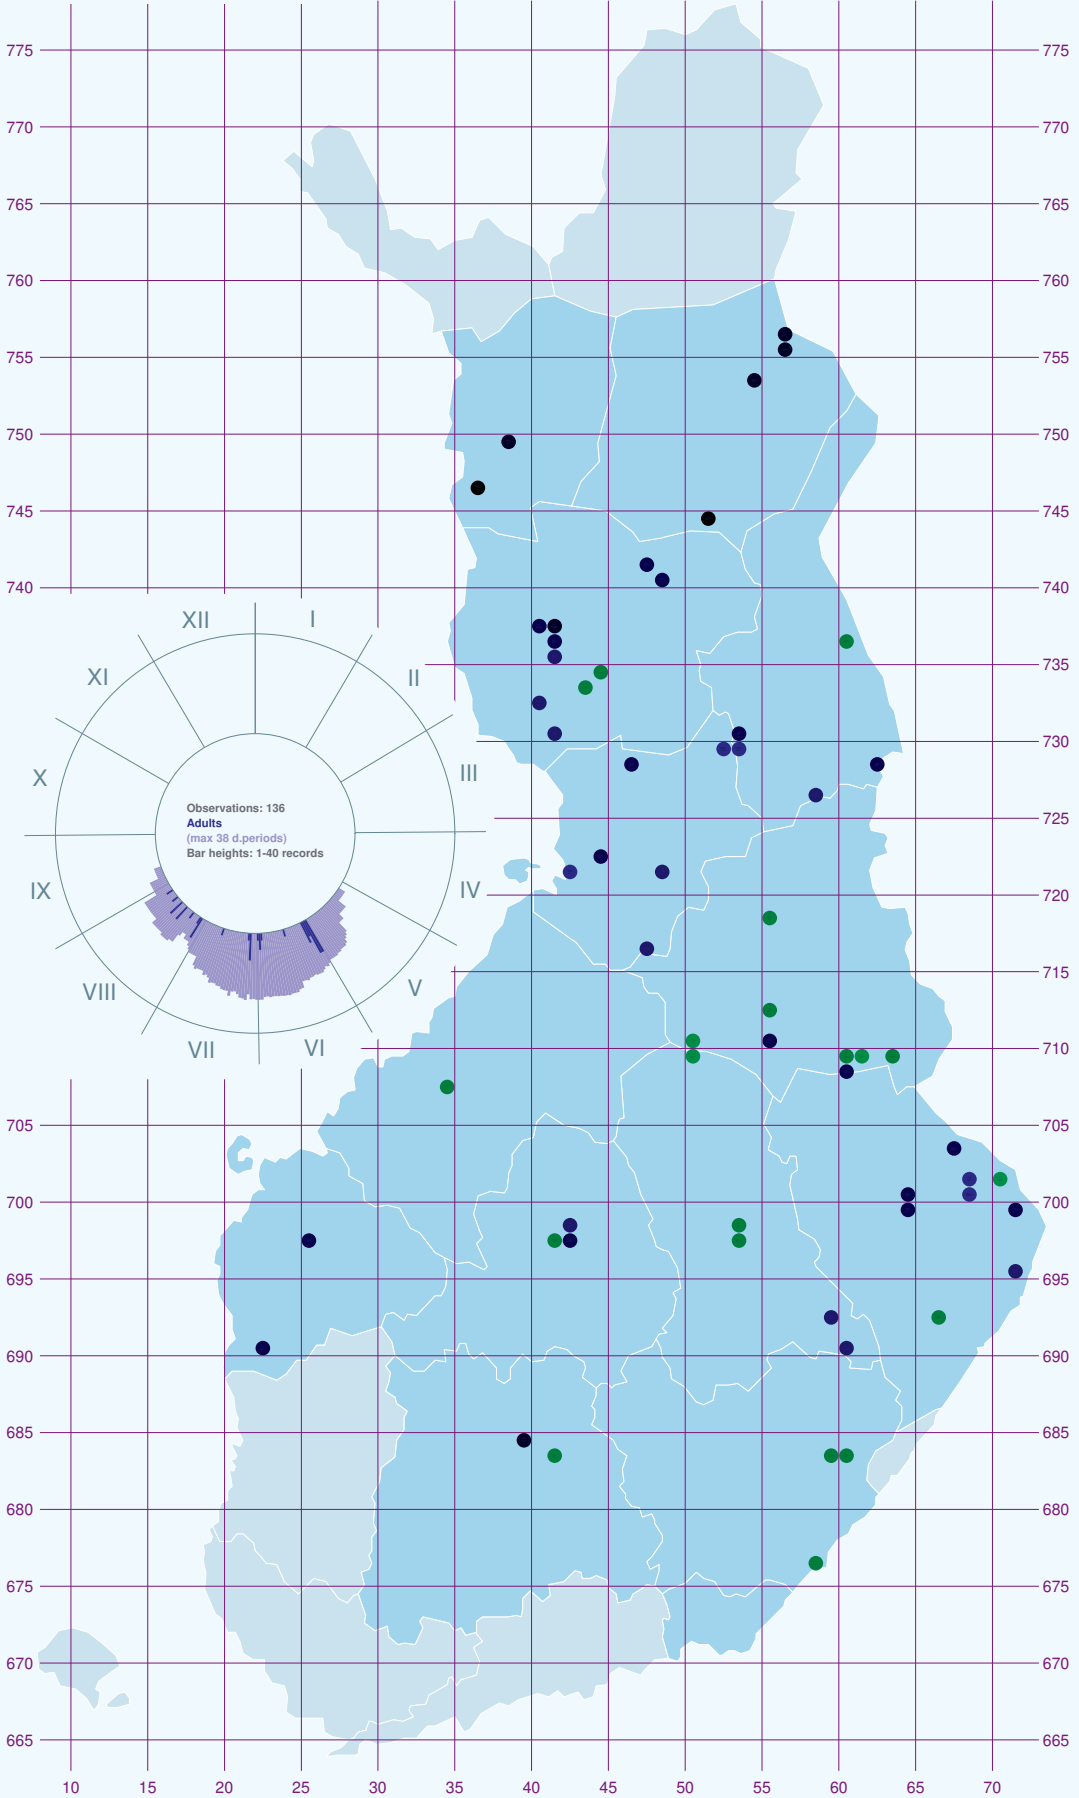 775 775
770 770
765 765
760 760
755 755
750 750
745 745
740 740
XII I
XI II
735
730 730
X III
725
Observations: 136
Adults
(max 38 d.periods)
Bar heights: 1-40 records
IX IV
720
715
VIII V
VII VI
710
705 705
700 700
695 695
690 690
685 685
680 680
675 675
670 670
665 665
10 15 20 25 30 35 40 45 50 55 60 65 70